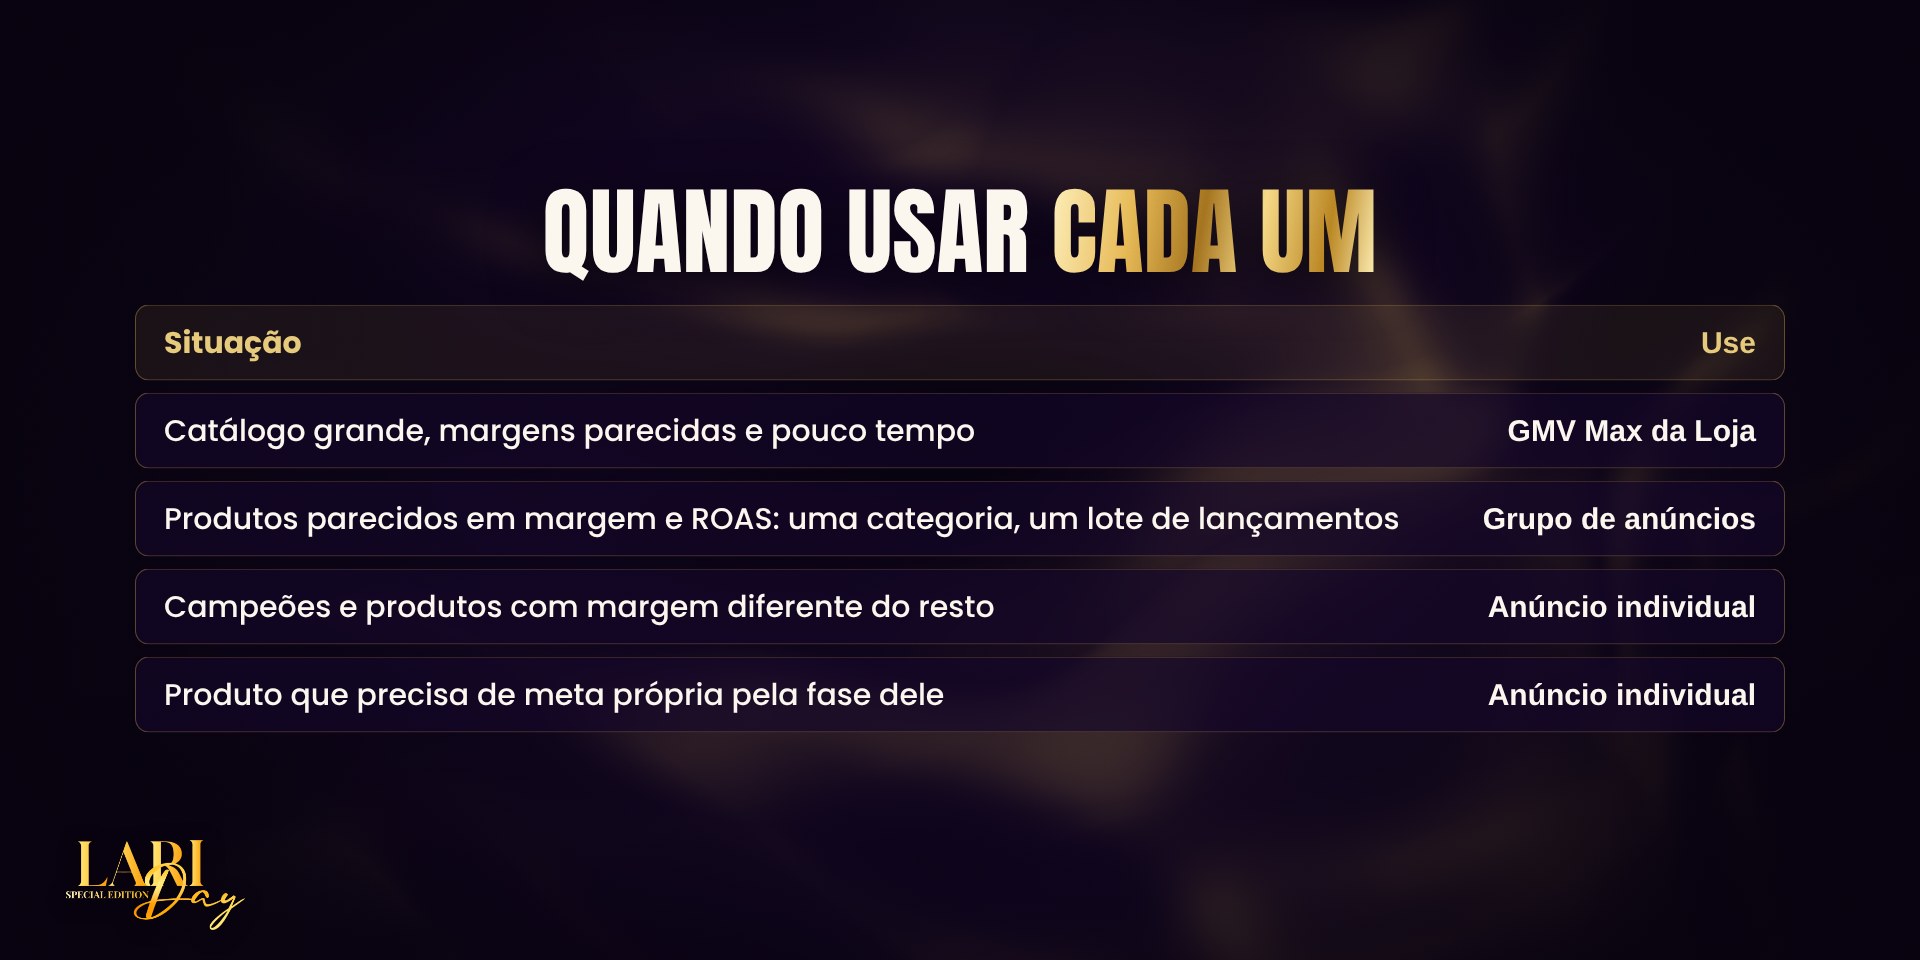 QUANDO USAR CADA UM
Situação Use
Catálogo grande, margens parecidas e pouco tempo GMV Max da Loja
Produtos parecidos em margem e ROAS: uma categoria, um lote de lançamentos Grupo de anúncios
Campeões e produtos com margem diferente do resto Anúncio individual
Produto que precisa de meta própria pela fase dele Anúncio individual
LABI
SPECIAL EDITION Day